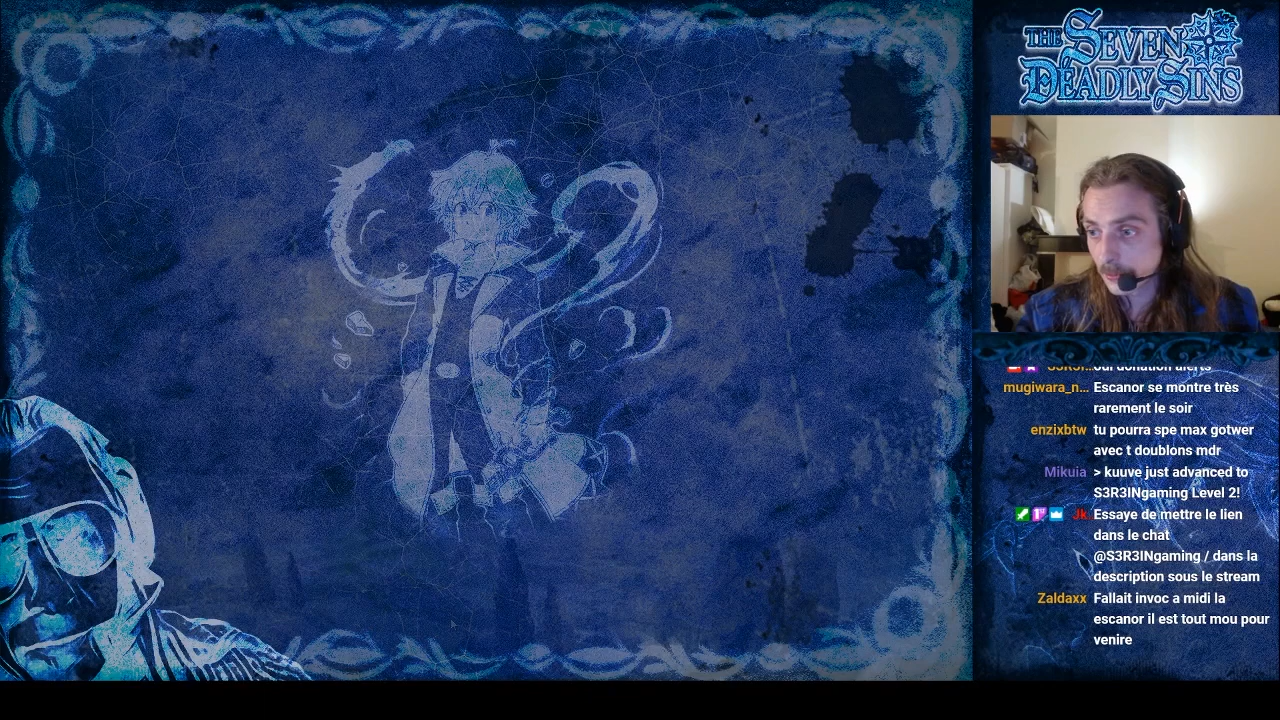 THE SEVEN
DEADLY SINS
oui donation alerts
mugiwara_n... Escanor se montre très
rarement le soir
enzixbtw tu pourra spe max gotwer
avec t doublons mdr
Mikuia > kuuve just advanced to
S3R3INgaming Level 2!
Jk Essaye de mettre le lien
dans le chat
@S3R3INgaming / dans la
description sous le stream
Zaldaxx Fallait invoc a midi la
escanor il est tout mou pour
venire